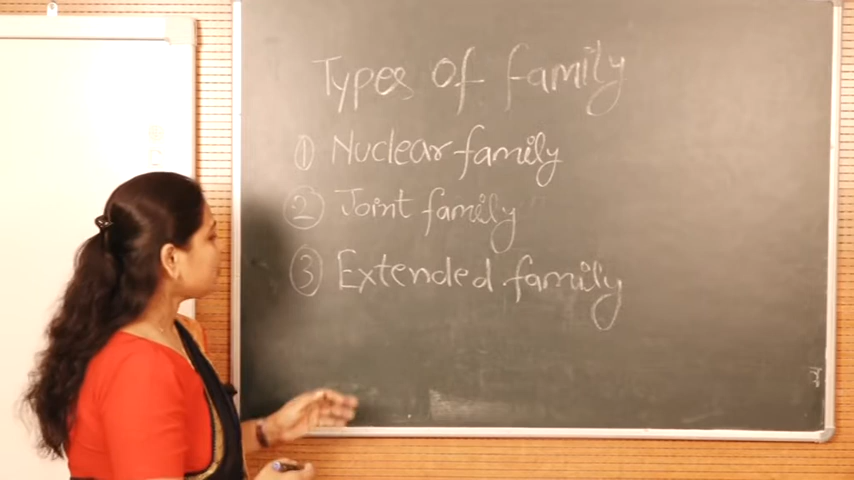 Types of family
① Nuclear family
② Joint family
③ Extended family